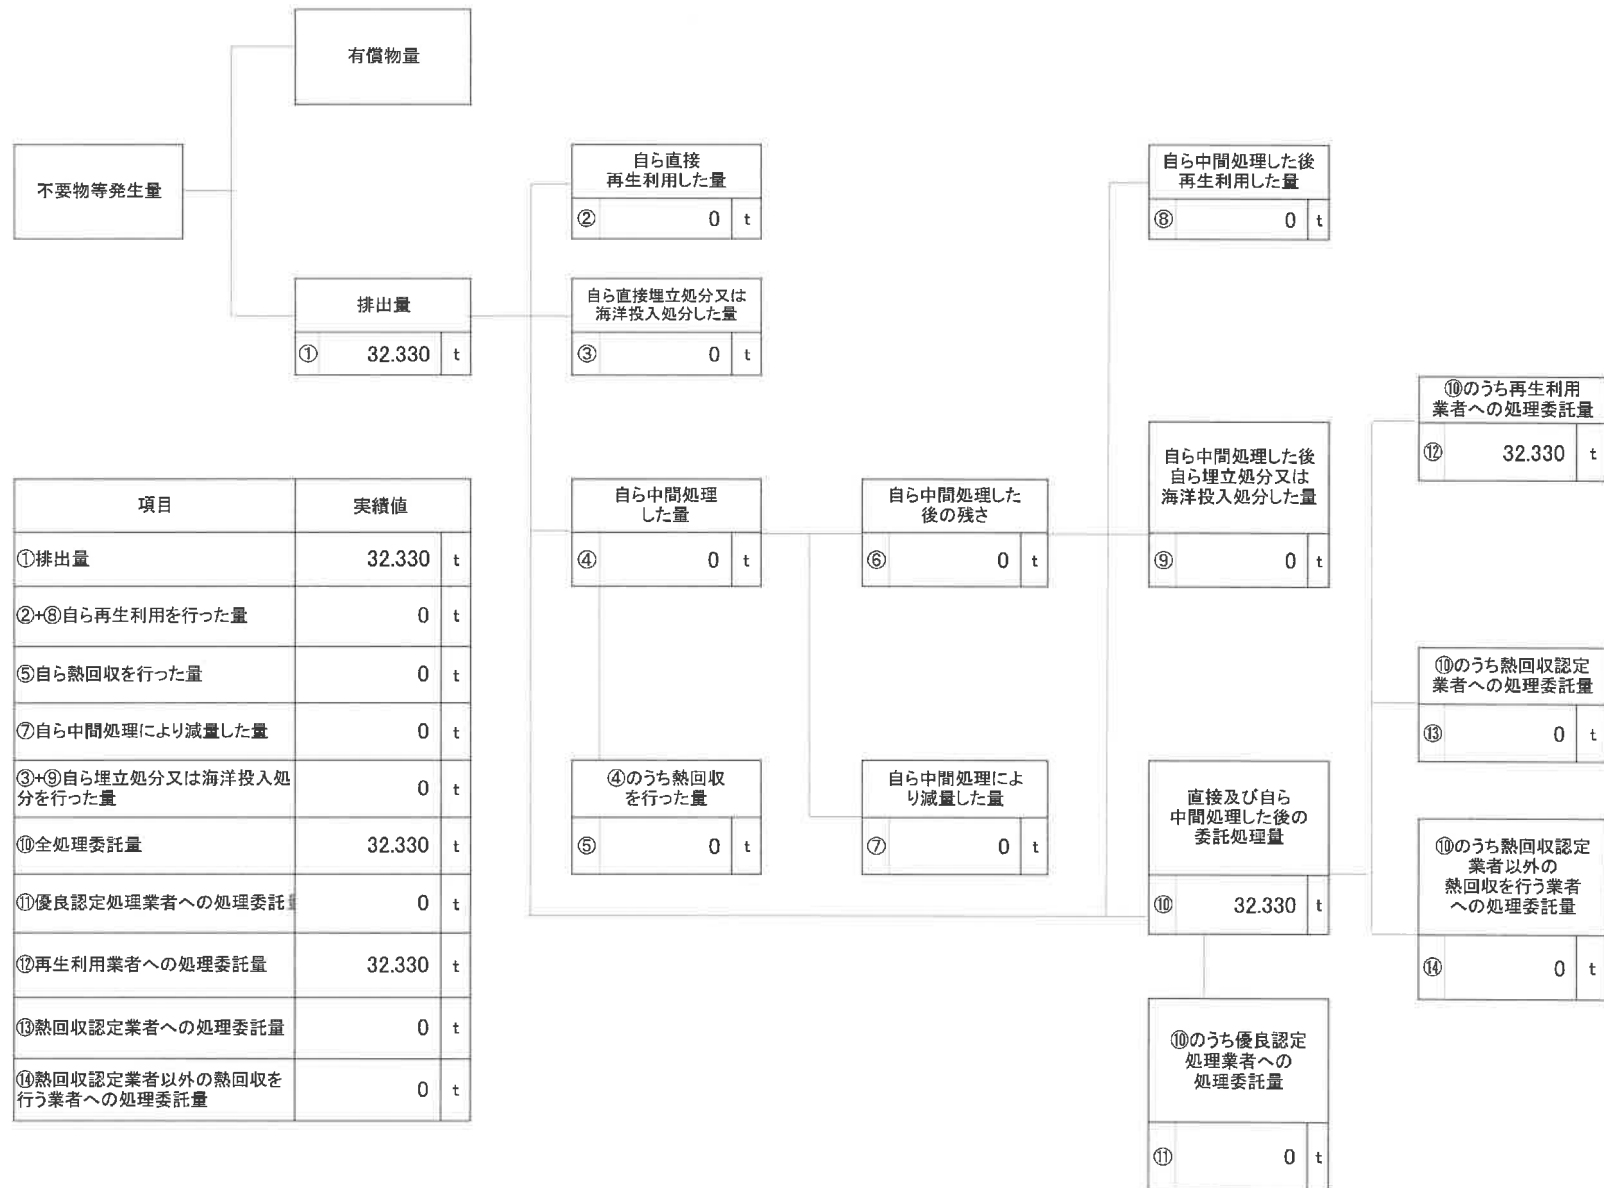 有償物量
不要物等発生量
排出量
① 32.330 t
自ら直接
再生利用した量
② 0 t
自ら直接埋立処分又は
海洋投入処分した量
③ 0 t
自ら中間処理
した量
④ 0 t
④のうち熱回収
を行った量
⑤ 0 t
自ら中間処理した
後の残さ
⑥ 0 t
自ら中間処理によ
り減量した量
⑦ 0 t
自ら中間処理した後
再生利用した量
⑧ 0 t
自ら中間処理した後
自ら埋立処分又は
海洋投入処分した量
⑨ 0 t
直接及び自ら
中間処理した後の
委託処理量
⑩ 32.330 t
⑩のうち優良認定
処理業者への
処理委託量
⑪ 0 t
⑩のうち再生利用
業者への処理委託量
⑫ 32.330 t
⑩のうち熱回収認定
業者への処理委託量
⑬ 0 t
⑩のうち熱回収認定
業者以外の
熱回収を行う業者
への処理委託量
⑭ 0 t
項目 実績値
①排出量 32.330 t
②+⑧自ら再生利用を行った量 0 t
⑤自ら熱回収を行った量 0 t
⑦自ら中間処理により減量した量 0 t
③+⑨自ら埋立処分又は海洋投入処
分を行った量 0 t
⑩全処理委託量 32.330 t
⑪優良認定処理業者への処理委託 0 t
⑫再生利用業者への処理委託量 32.330 t
⑬熱回収認定業者への処理委託量 0 t
⑭熱回収認定業者以外の熱回収を
行う業者への処理委託量 0 t